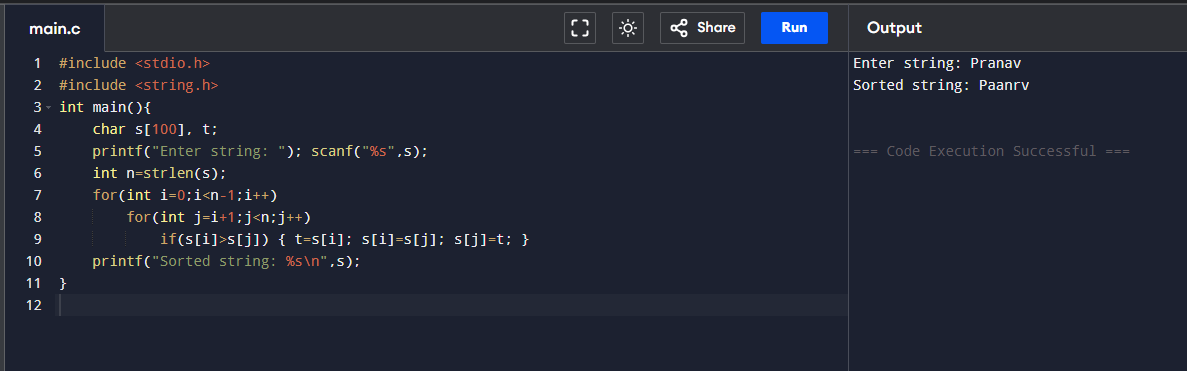 main.c Share Run Output
1 #include <stdio.h>
2 #include <string.h>
3 int main(){
4     char s[100], t;
5     printf("Enter string: "); scanf("%s",s);
6     int n=strlen(s);
7     for(int i=0;i<n-1;i++)
8         for(int j=i+1;j<n;j++)
9             if(s[i]>s[j]) { t=s[i]; s[i]=s[j]; s[j]=t; }
10     printf("Sorted string: %s\n",s);
11 }
12
Enter string: Pranav
Sorted string: Paanrv
=== Code Execution Successful ===